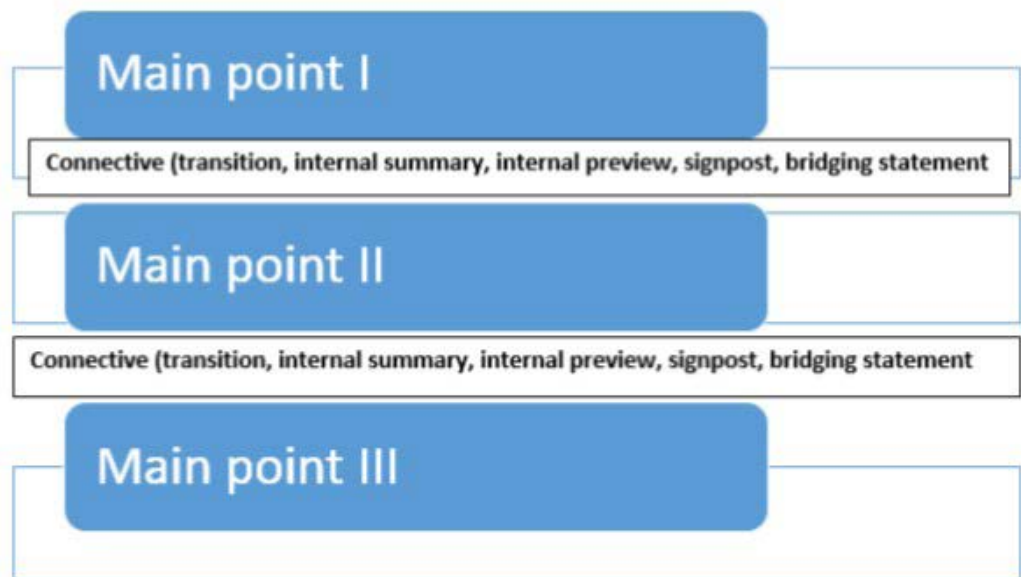 Main point I
Connective (transition, internal summary, internal preview, signpost, bridging statement
Main point II
Connective (transition, internal summary, internal preview, signpost, bridging statement
Main point III